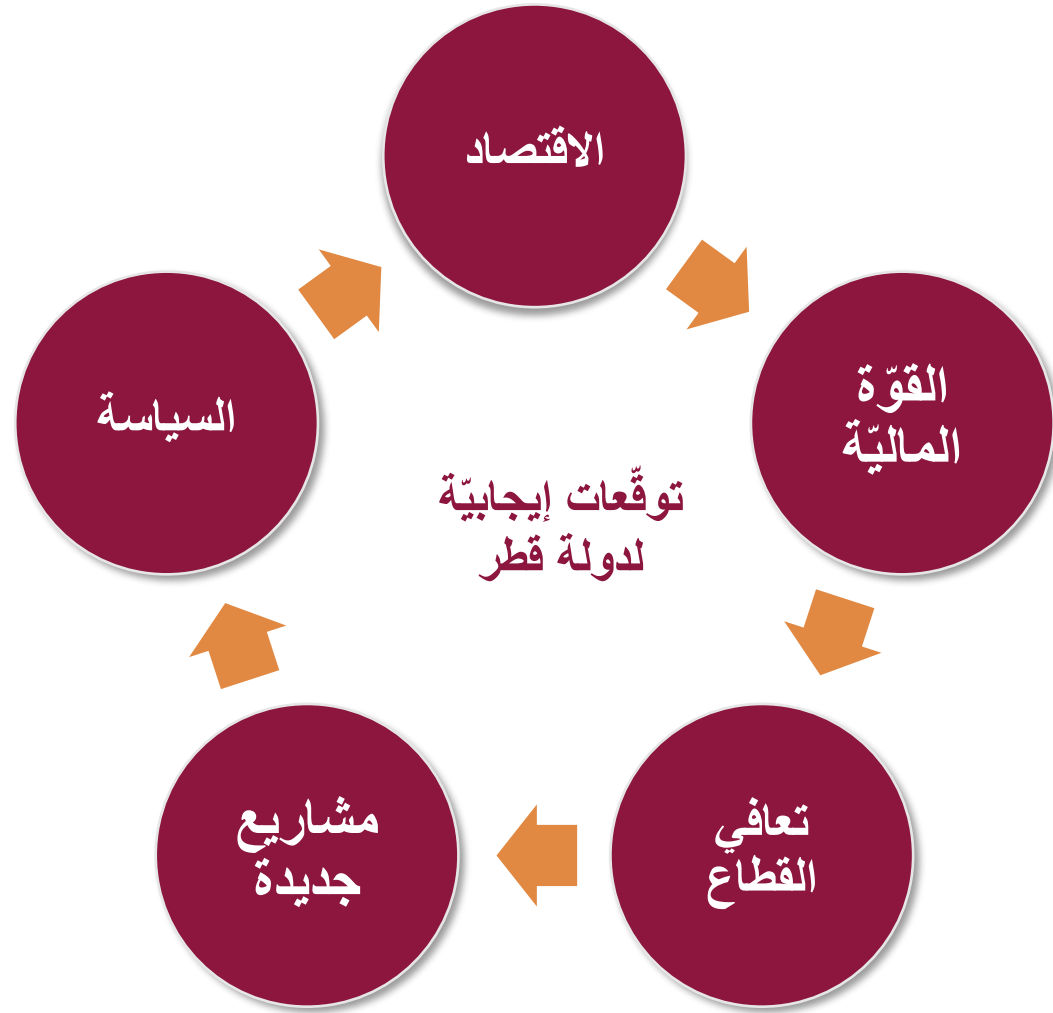 الاقتصاد
القوّة
الماليّة
تعافي
القطاع
مشاريع
جديدة
السياسة
توقّعات إيجابيّة
لدولة قطر